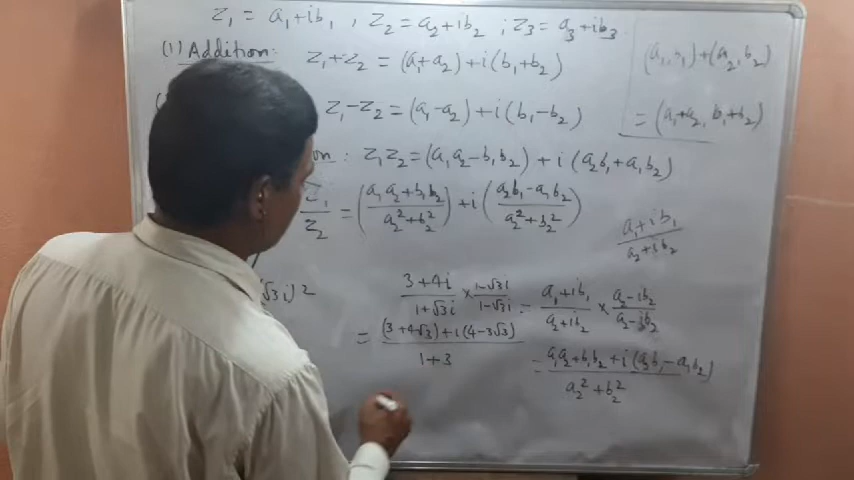 z₁ = a₁+ib₁ , z₂ = a₂+ib₂ ; z₃ = a₃+ib₃
(1) Addition: z₁+z₂ = (a₁+a₂)+i(b₁+b₂)
(a₁, b₁)+(a₂, b₂)
= (a₁+a₂, b₁+b₂)
z₁-z₂ = (a₁-a₂)+i(b₁-b₂)
on : z₁z₂ = (a₁a₂-b₁b₂) + i (a₂b₁+a₁b₂)
z₁/z₂ = ((a₁a₂+b₁b₂)/(a₂²+b₂²)) + i ((a₂b₁-a₁b₂)/(a₂²+b₂²))
(a₁+ib₁)/(a₂+ib₂)
√3i)²
(3+4i)/(1+√3i) × (1-√3i)/(1-√3i)
= ((3+4√3)+i(4-3√3))/(1+3)
= (a₁+ib₁)/(a₂+ib₂) × (a₂-ib₂)/(a₂-ib₂)
= (a₁a₂+b₁b₂+i(a₂b₁-a₁b₂))/(a₂²+b₂²)